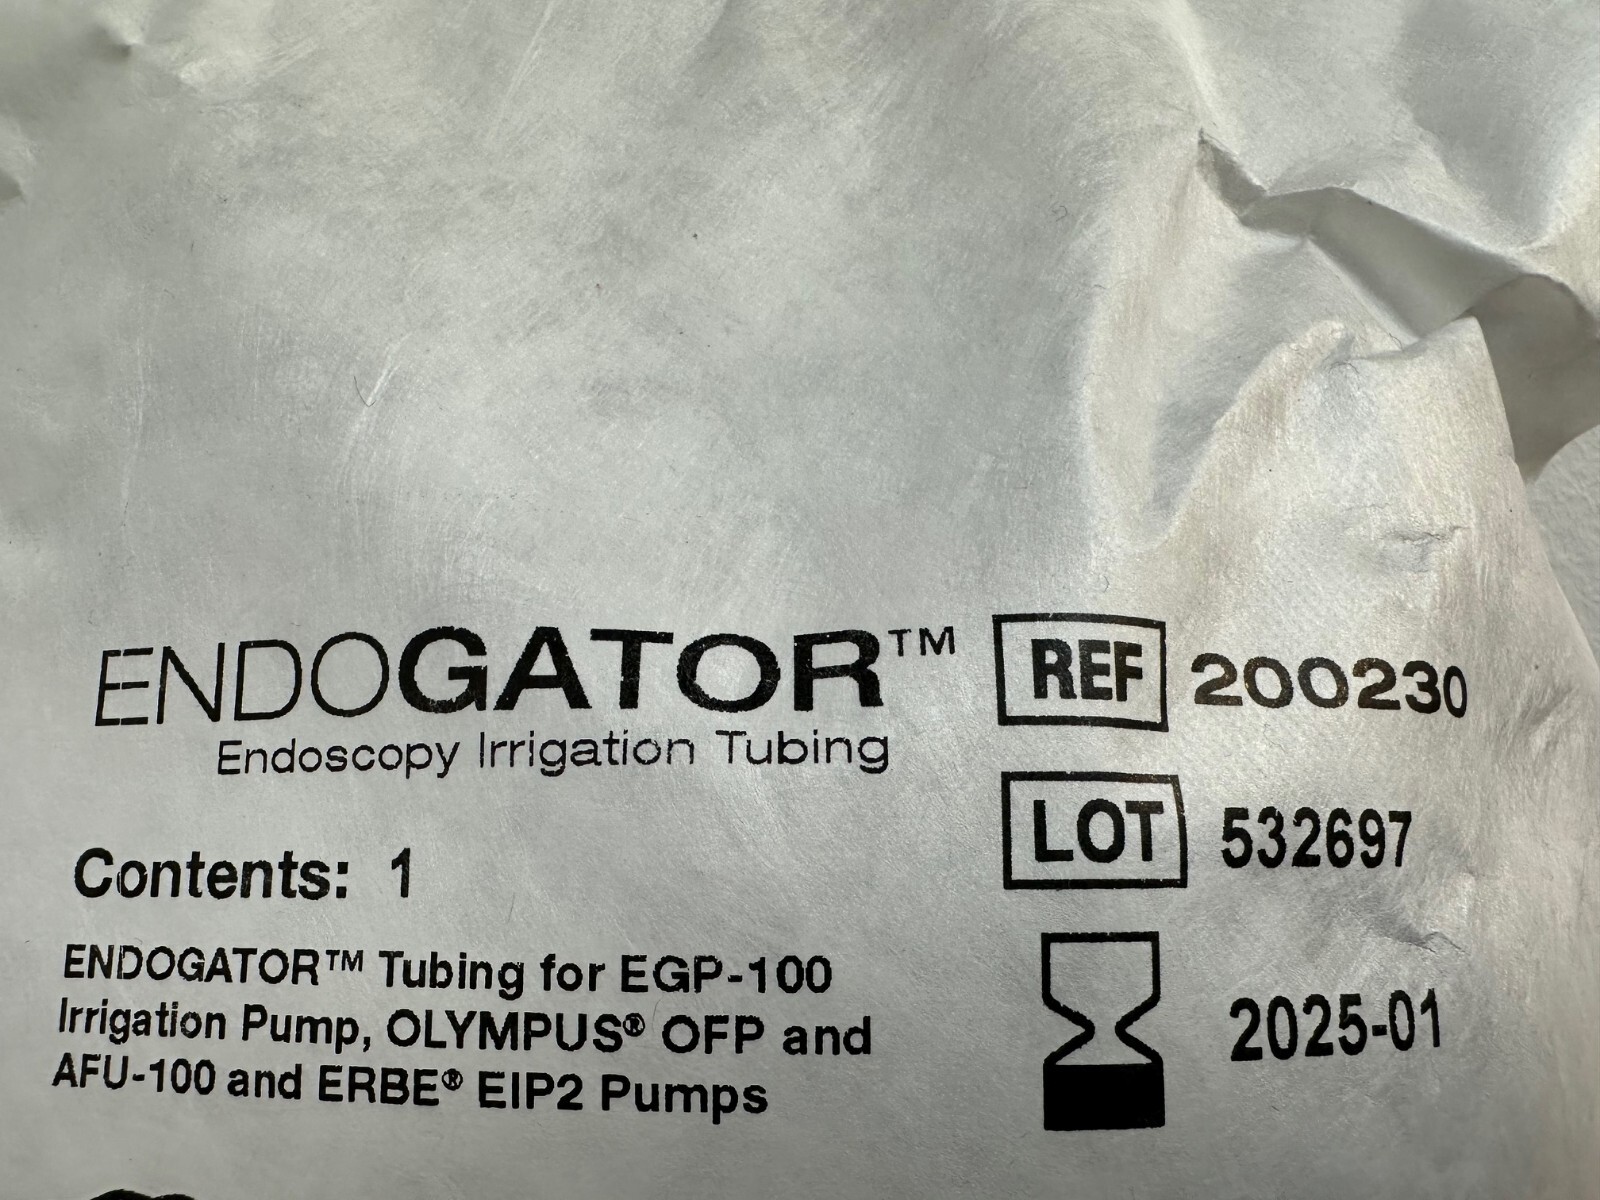 ENDOGATOR™
Endoscopy Irrigation Tubing
REF 200230
LOT 532697
2025-01
Contents: 1
ENDOGATOR™ Tubing for EGP-100
Irrigation Pump, OLYMPUS® OFP and
AFU-100 and ERBE® EIP2 Pumps